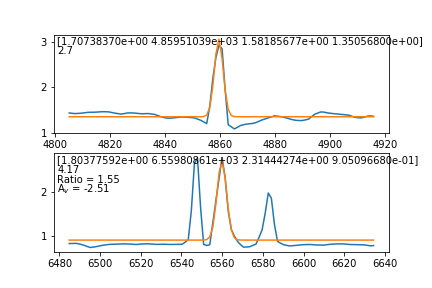 [1.70738370e+00 4.85951039e+03 1.58185677e+00 1.35056800e+00]
2.7
3
2
1
4800 4820 4840 4860 4880 4900 4920
[1.80377592e+00 6.55980861e+03 2.31444274e+00 9.05096680e-01]
4.17
Ratio = 1.55
Av = -2.51
2
1
6480 6500 6520 6540 6560 6580 6600 6620 6640